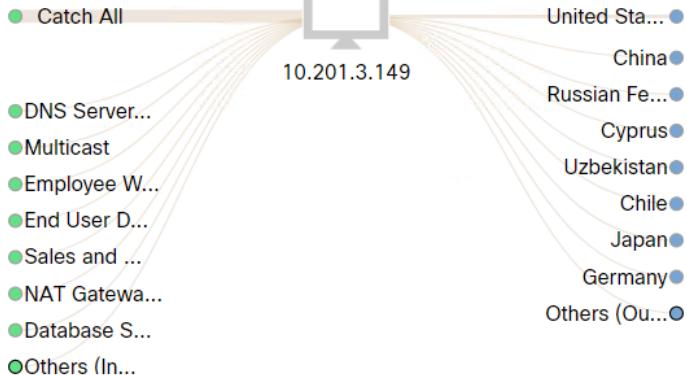 Catch All
10.201.3.149
DNS Server...
Multicast
Employee W...
End User D...
Sales and ...
NAT Gatewa...
Database S...
Others (In...
United Sta...
China
Russian Fe...
Cyprus
Uzbekistan
Chile
Japan
Germany
Others (Ou...